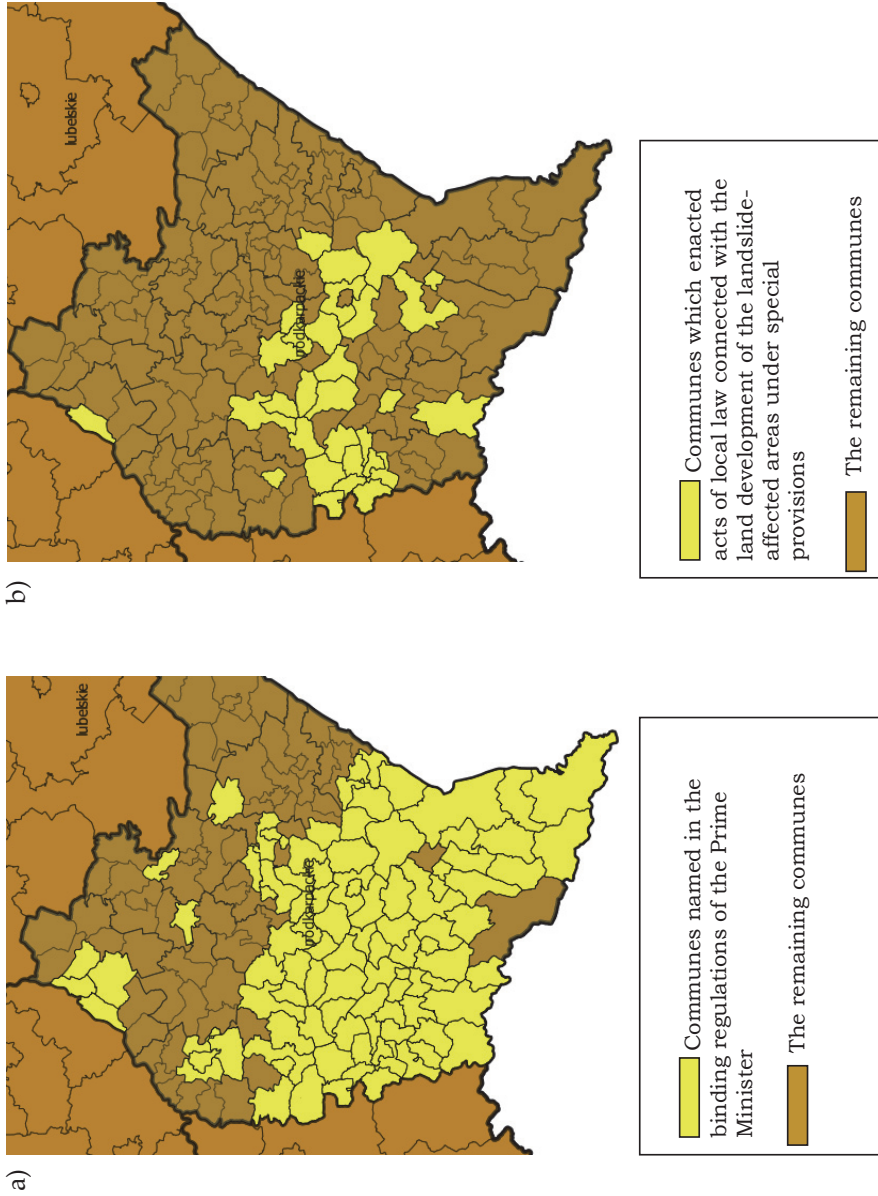 a)
lubelskie
podkarpackie
Communes named in the
binding regulations of the Prime
Minister
The remaining communes
b)
lubelskie
podkarpackie
Communes which enacted
acts of local law connected with the
land development of the landslide-
affected areas under special
provisions
The remaining communes